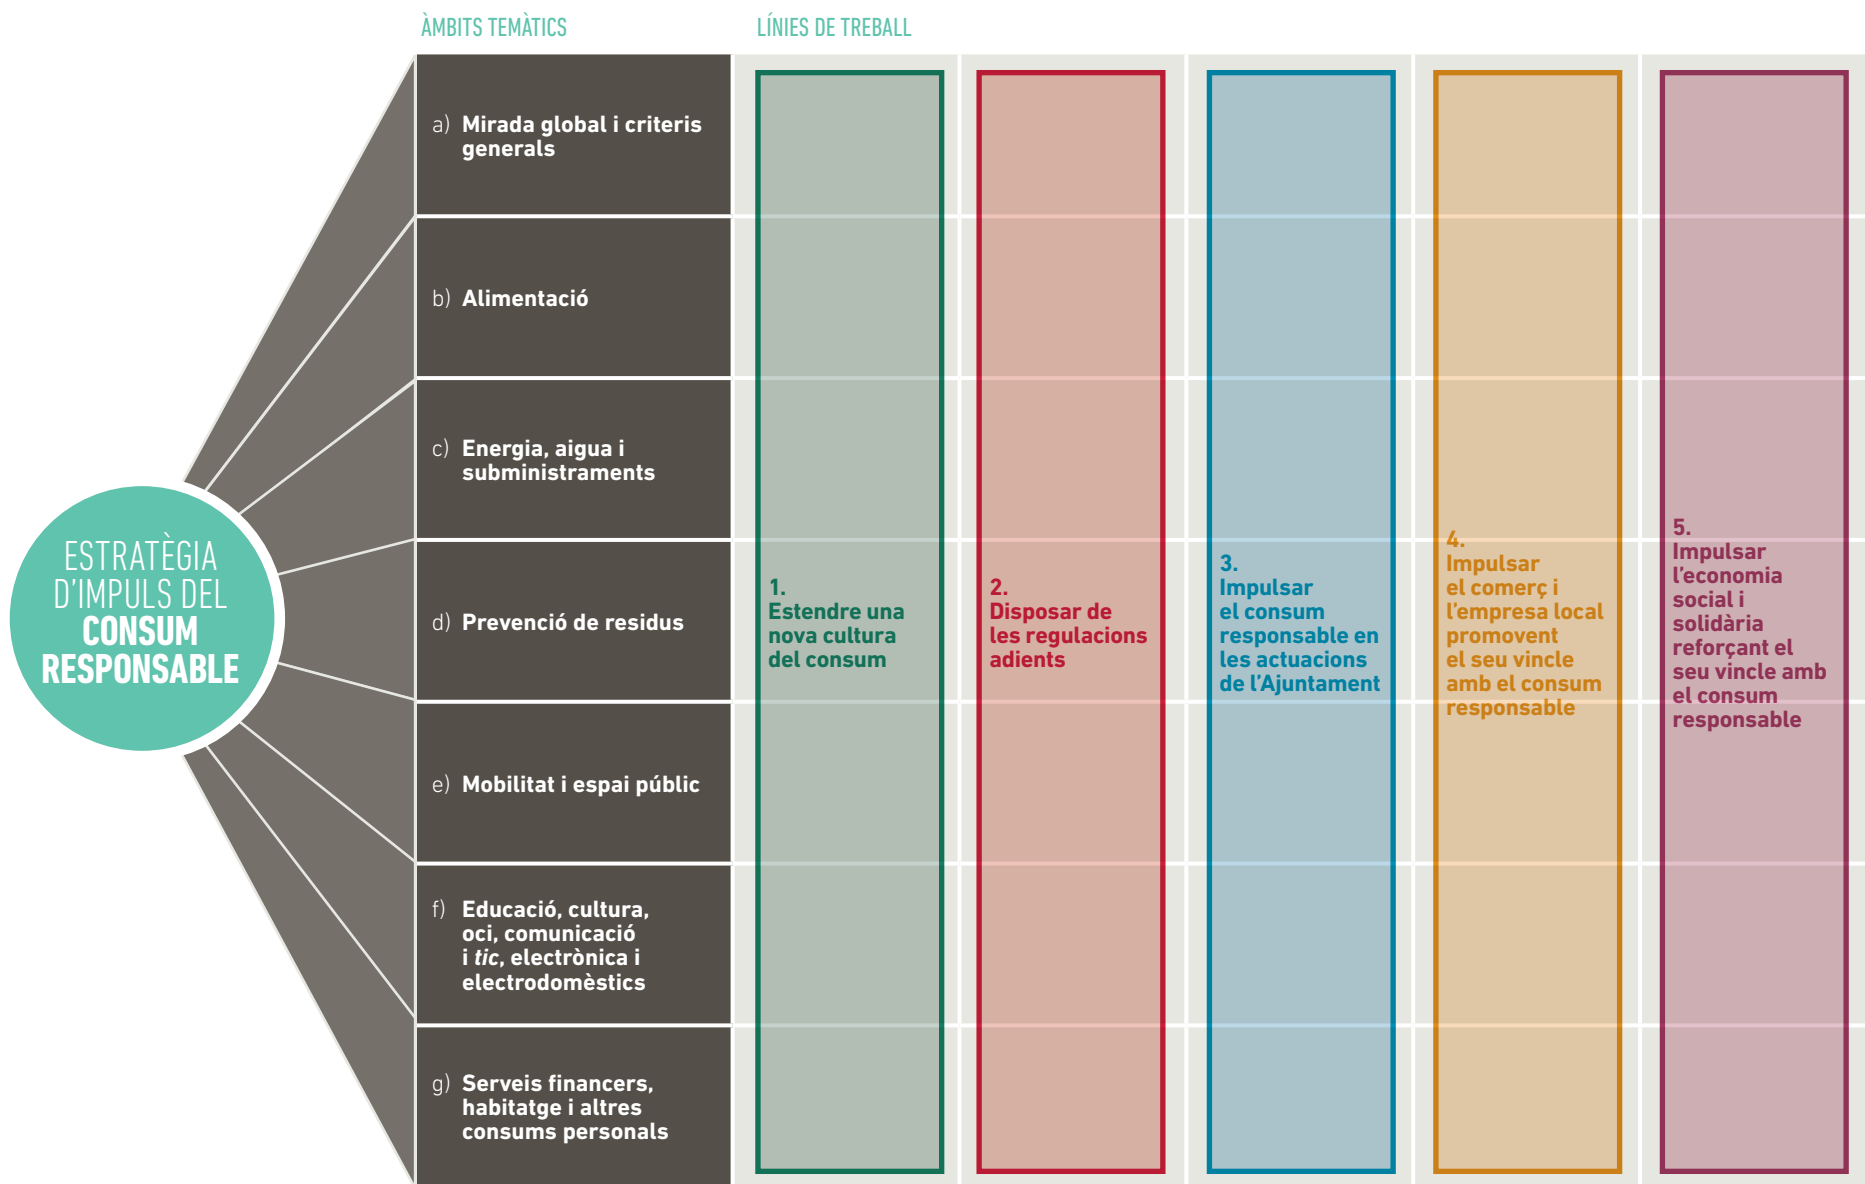 ÀMBITS TEMÀTICS
LÍNIES DE TREBALL
ESTRATÈGIA
D'IMPULS DEL
CONSUM
RESPONSABLE
a) Mirada global i criteris
generals
b) Alimentació
c) Energia, aigua i
subministraments
d) Prevenció de residus
e) Mobilitat i espai públic
f) Educació, cultura,
oci, comunicació
i tic, electrònica i
electrodomèstics
g) Serveis financers,
habitatge i altres
consums personals
1.
Estendre una
nova cultura
del consum
2.
Disposar de
les regulacions
adients
3.
Impulsar
el consum
responsable en
les actuacions
de l'Ajuntament
4.
Impulsar
el comerç i
l'empresa local
promovent
el seu vincle
amb el consum
responsable
5.
Impulsar
l'economia
social i
solidària
reforçant el
seu vincle amb
el consum
responsable